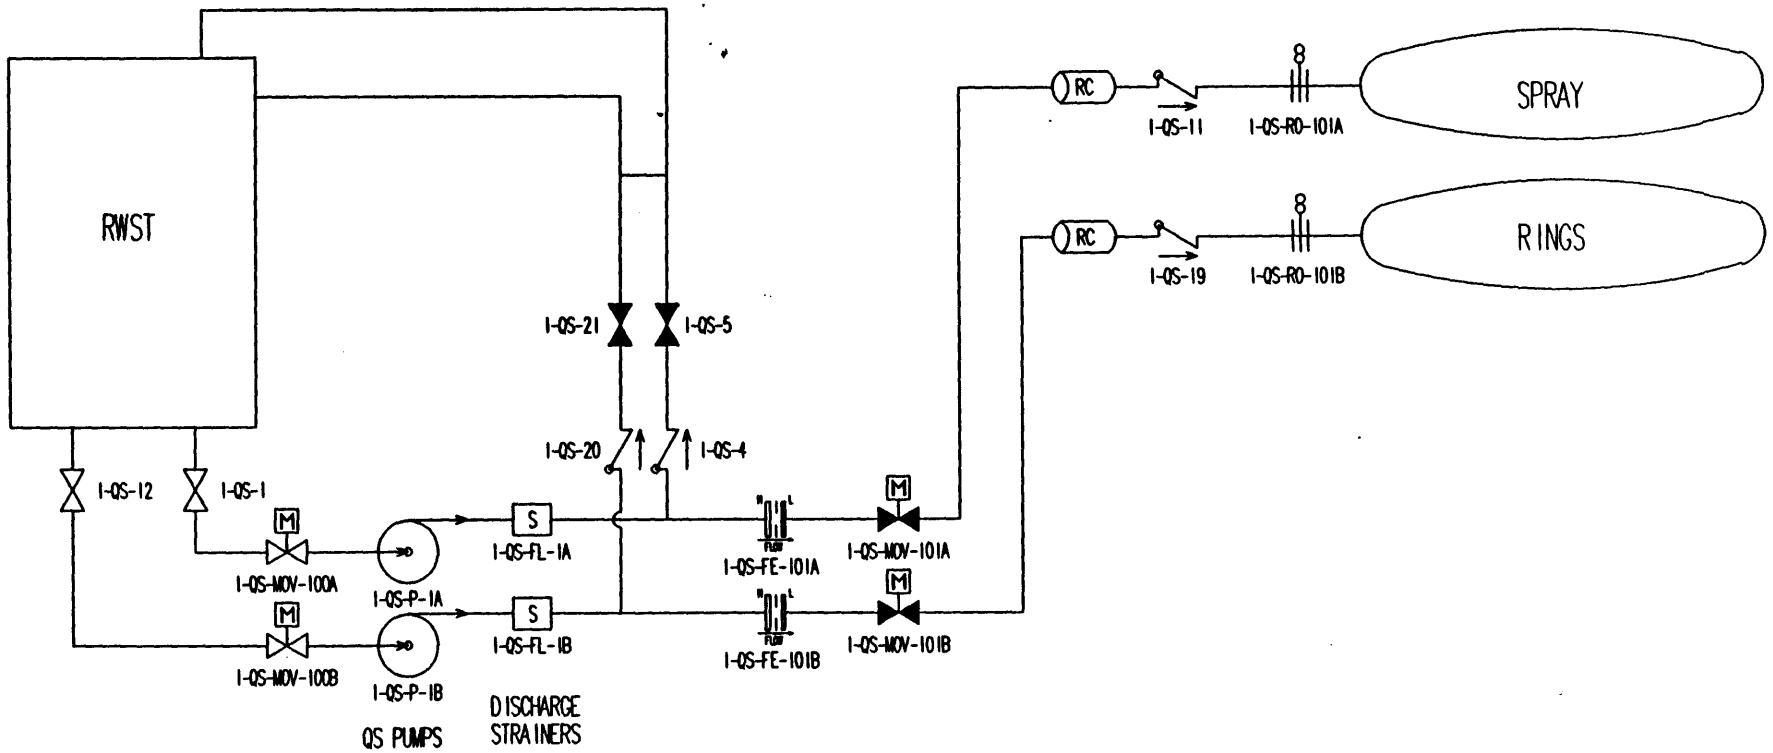 8
RC
SPRAY
1-QS-11
1-QS-RO-101A
8
RWST
RC
RINGS
1-QS-19
1-QS-RO-101B
1-QS-21
1-QS-5
1-QS-20
1-QS-4
1-QS-12
1-QS-1
M
M
H
L
S
FLOW
1-QS-FL-1A
1-QS-MOV-101A
1-QS-FE-101A
1-QS-MOV-100A
1-QS-P-1A
M
M
H
L
S
FLOW
1-QS-FL-1B
1-QS-MOV-101B
1-QS-FE-101B
1-QS-MOV-100B
1-QS-P-1B
DISCHARGE
STRAINERS
QS PUMPS